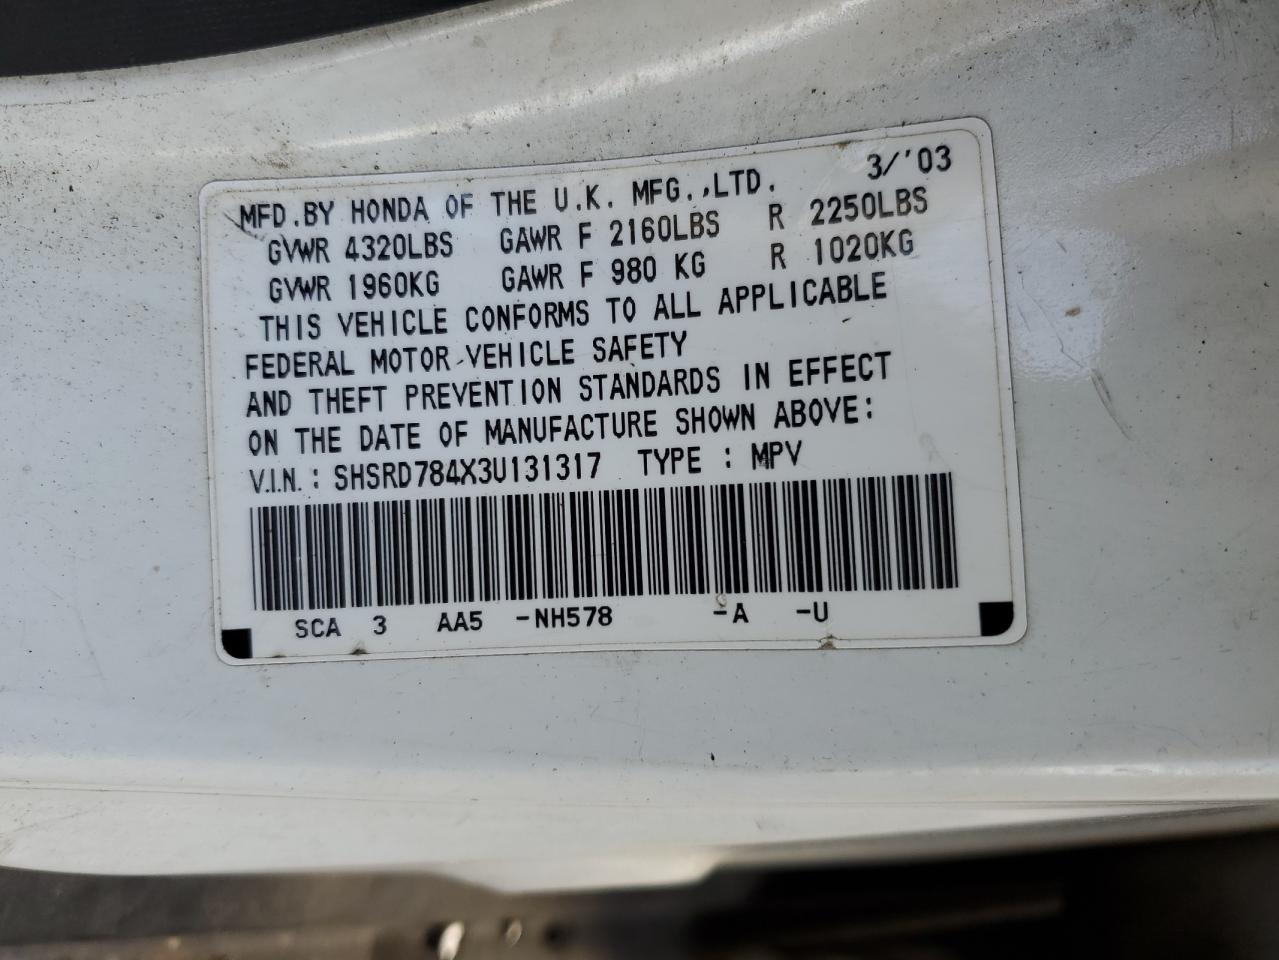 3/'03
MFD.BY HONDA OF THE U.K. MFG.,LTD.
GVWR 4320LBS GAWR F 2160LBS R 2250LBS
GVWR 1960KG GAWR F 980 KG R 1020KG
THIS VEHICLE CONFORMS TO ALL APPLICABLE
FEDERAL MOTOR VEHICLE SAFETY
AND THEFT PREVENTION STANDARDS IN EFFECT
ON THE DATE OF MANUFACTURE SHOWN ABOVE:
V.I.N.: SHSRD784X3U131317 TYPE : MPV
SCA 3 AA5 -NH578 -A -U